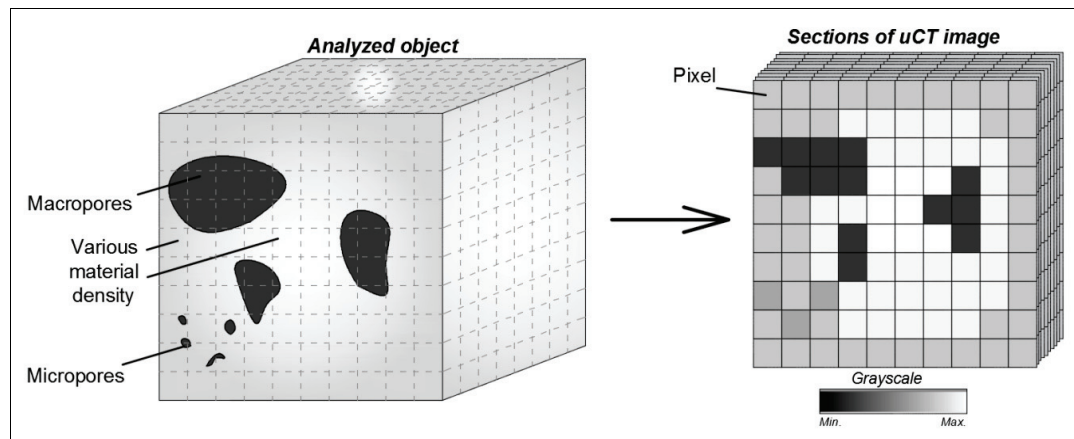 Analyzed object
Sections of uCT image
Pixel
Macropores
Various
material
density
Micropores
Grayscale
Min.
Max.